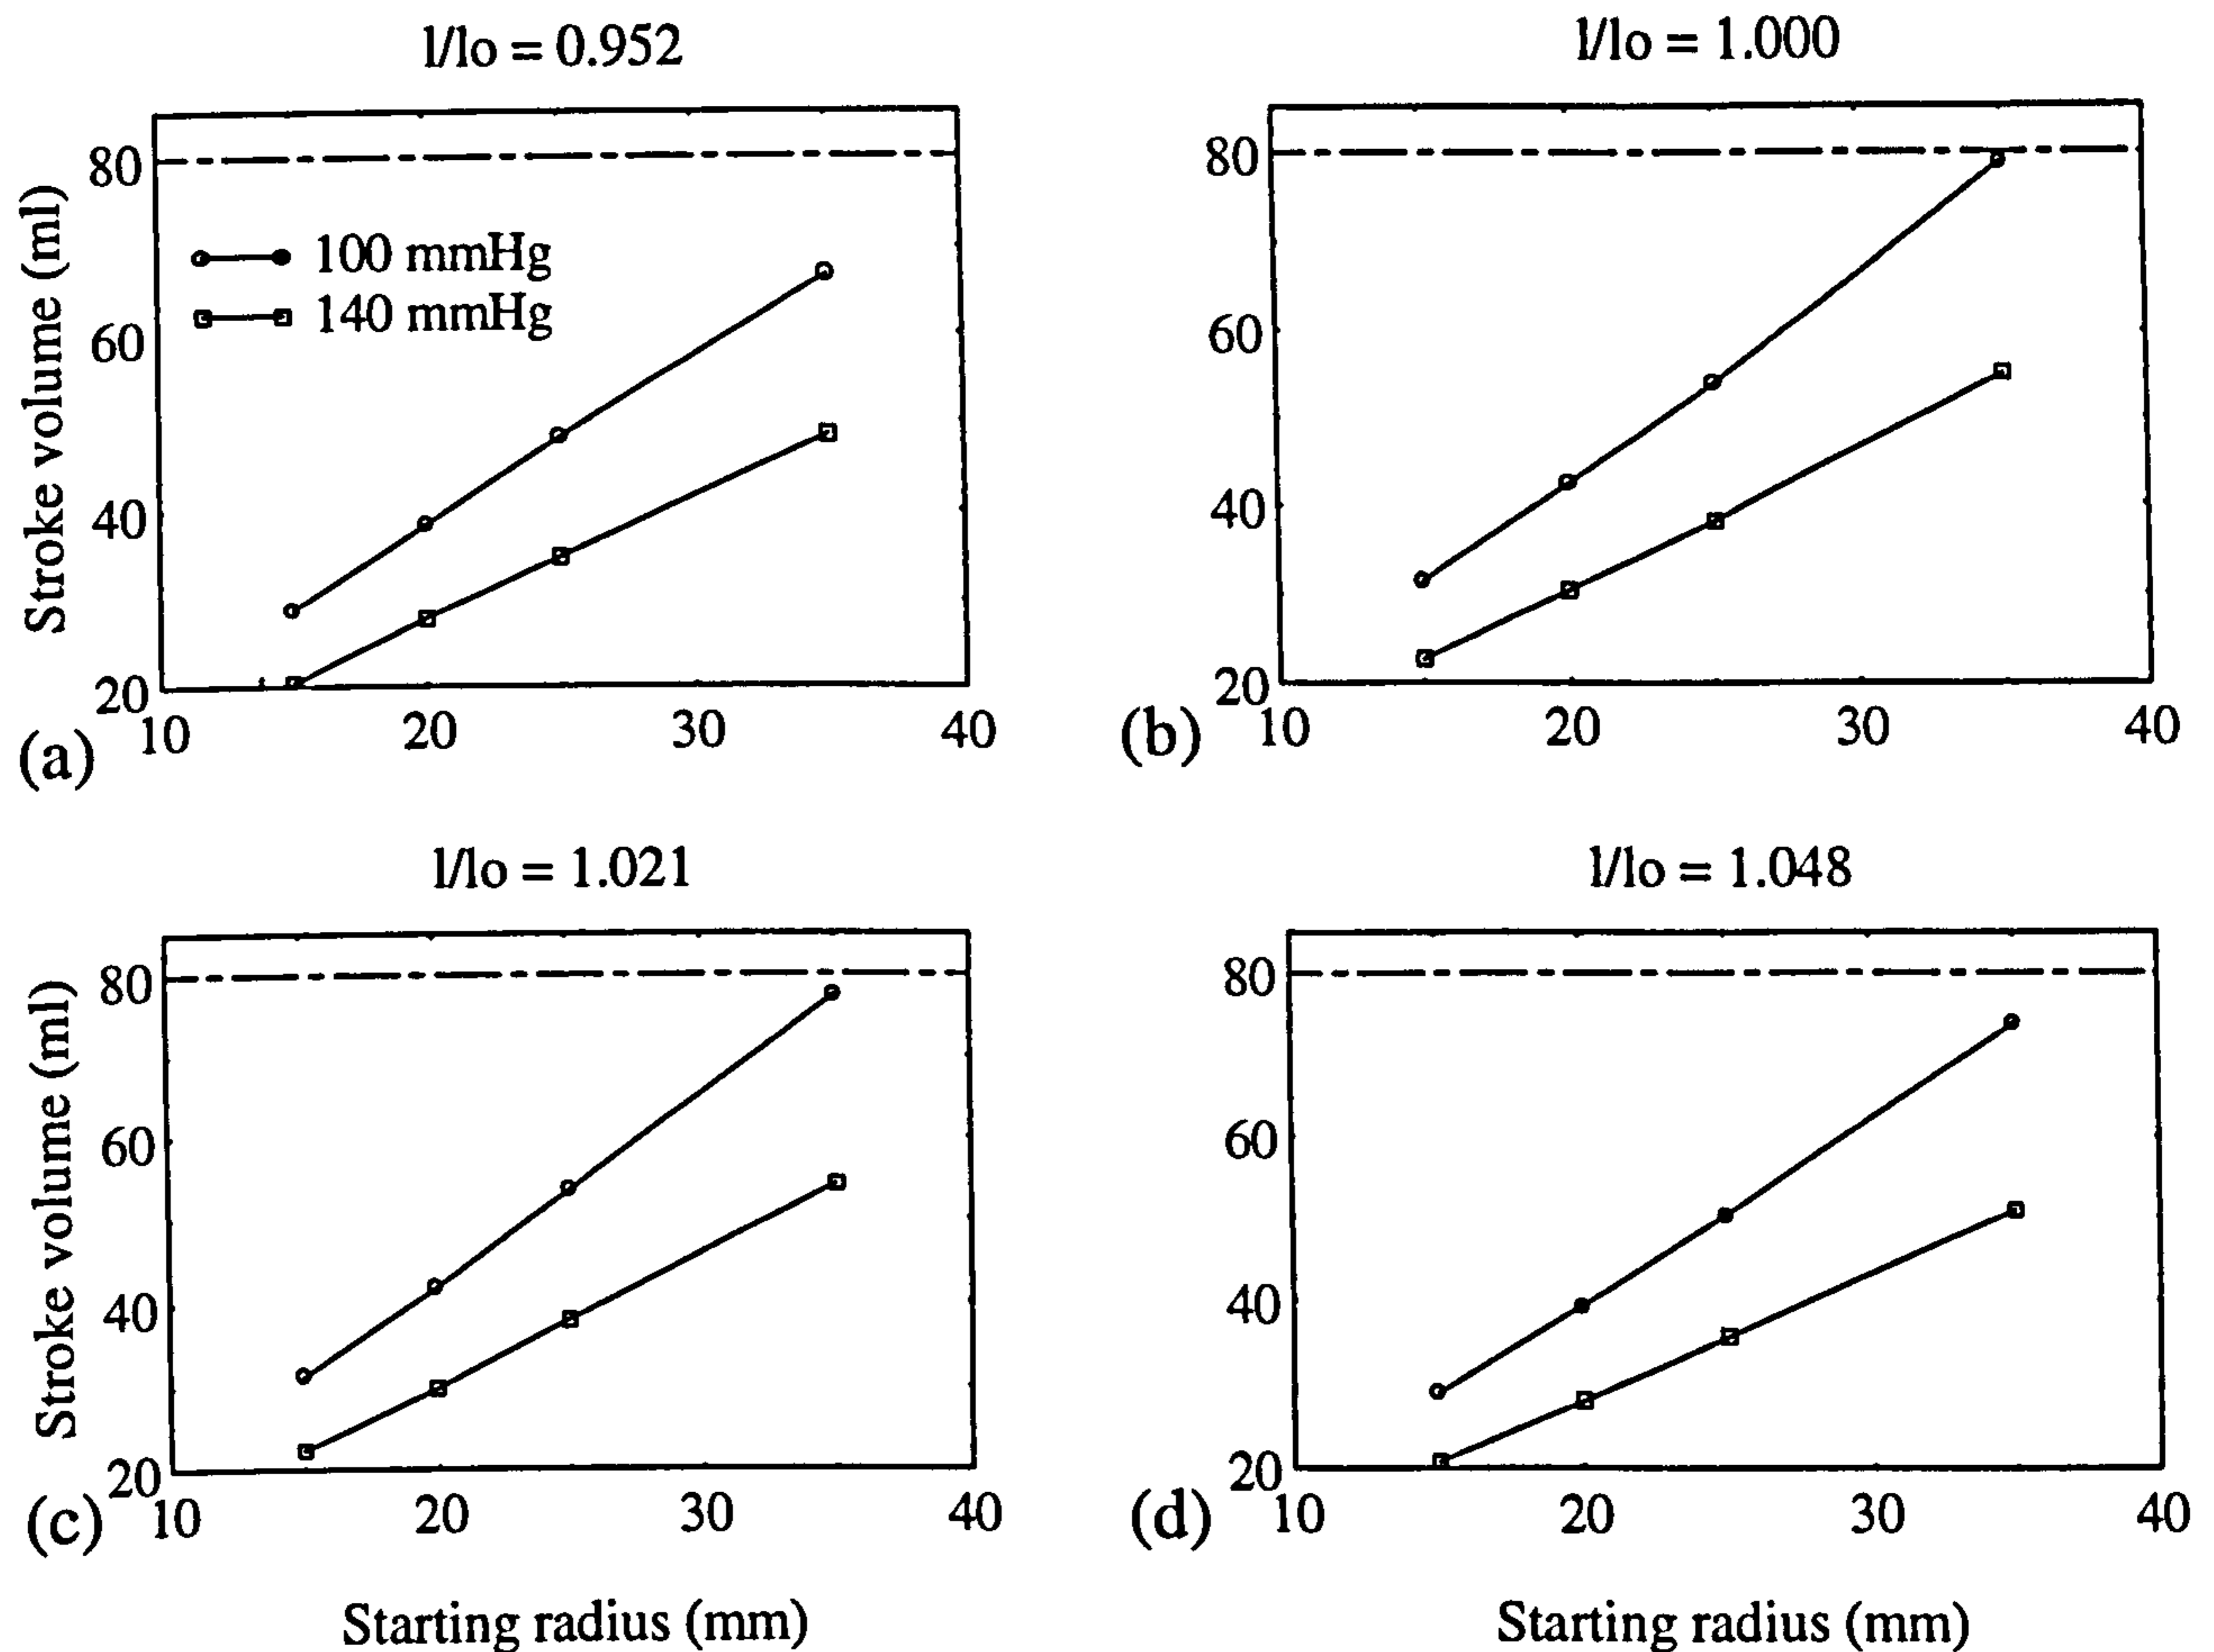 l/lo = 0.952
80
60
40
20
Stroke volume (ml)
100 mmHg
140 mmHg
10 20 30 40
(a)
l/lo = 1.000
80
60
40
20
10 20 30 40
(b)
l/lo = 1.021
80
60
40
20
Stroke volume (ml)
10 20 30 40
(c)
Starting radius (mm)
l/lo = 1.048
80
60
40
20
10 20 30 40
(d)
Starting radius (mm)